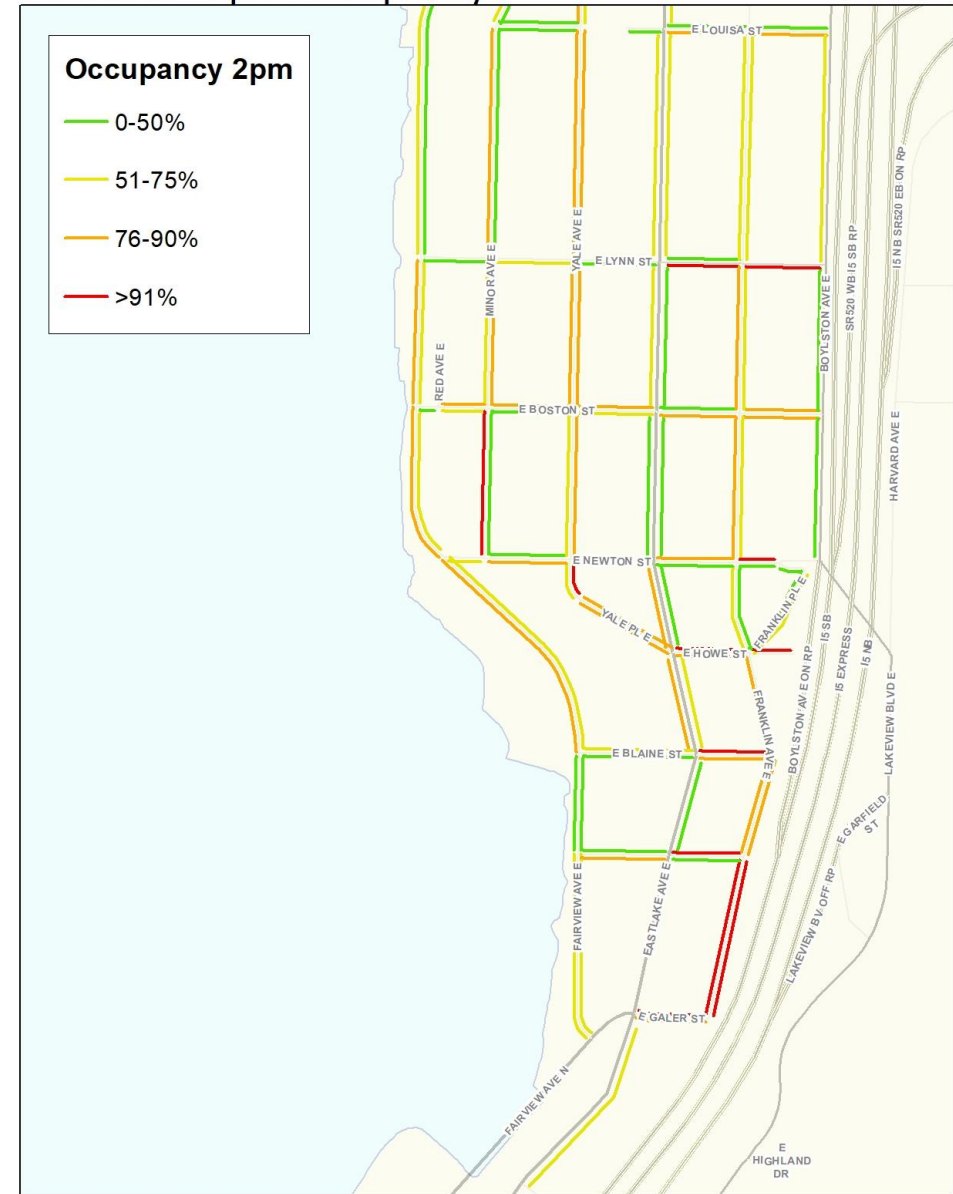 Occupancy 2pm
0-50%
51-75%
76-90%
>91%
E LOUISA ST
I5 NB SR520 EB ON RP
SR520 WB I5 SB RP
YALE AVE E
MINOR AVE E
E LYNN ST
BOYLSTON AVE E
RED AVE E
E BOSTON ST
HARVARD AVE E
E NEWTON ST
FRANKLIN PL E
YALE PL E
E HOWE ST
I5 SB
I5 EXPRESS
I5 NB
BOYLSTON AV E ON RP
FRANKLIN AVE E
LAKEVIEW BLVD E
E BLAINE ST
E GARFIELD
ST
FAIRVIEW AVE E
EASTLAKE AVE E
LAKEVIEW BV OFF RP
E GALER ST
FAIRVIEW AVE N
E
HIGHLAND
DR